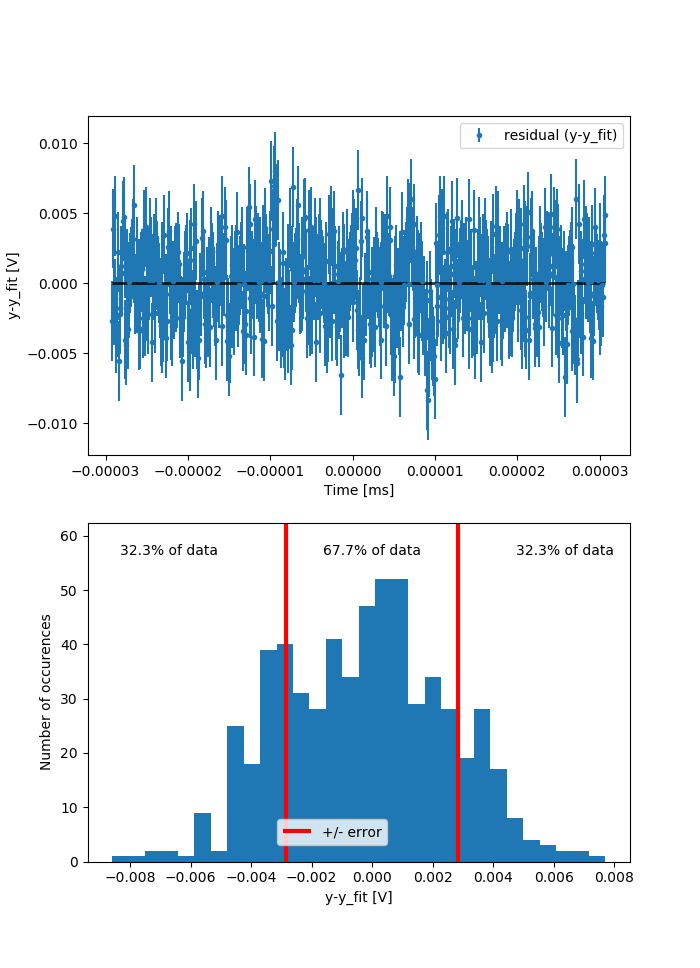 residual (y-y_fit)
0.010
0.005
0.000
−0.005
−0.010
y-y_fit [V]
−0.00003 −0.00002 −0.00001 0.00000 0.00001 0.00002 0.00003
Time [ms]
60
50
40
30
20
10
0
Number of occurences
32.3% of data 67.7% of data 32.3% of data
+/- error
−0.008 −0.006 −0.004 −0.002 0.000 0.002 0.004 0.006 0.008
y-y_fit [V]